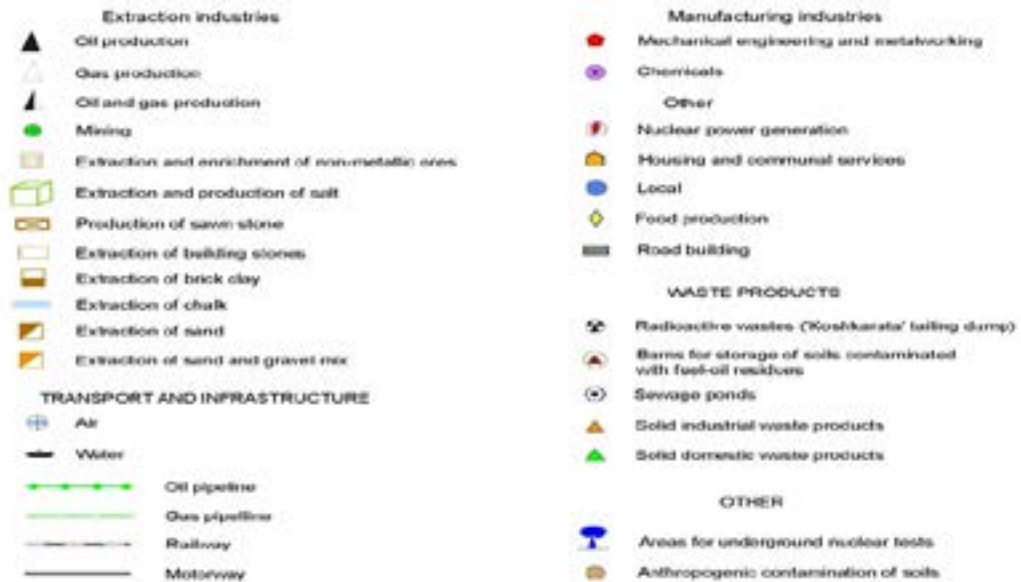 Extraction industries
Oil production
Gas production
Oil and gas production
Mining
Extraction and enrichment of non-metallic ores
Extraction and production of salt
Production of sawn stone
Extraction of building stones
Extraction of brick clay
Extraction of chalk
Extraction of sand
Extraction of sand and gravel mix
TRANSPORT AND INFRASTRUCTURE
Air
Water
Oil pipeline
Gas pipelline
Railway
Motorway
Manufacturing industries
Mechanical engineering and metalworking
Chemicals
Other
Nuclear power generation
Housing and communal services
Local
Food production
Road building
WASTE PRODUCTS
Radioactive wastes ('Koshkarata' tailing dump)
Barns for storage of soils contaminated
with fuel-oil residues
Sewage ponds
Solid industrial waste products
Solid domestic waste products
OTHER
Areas for underground nuclear tests
Anthropogenic contamination of soils